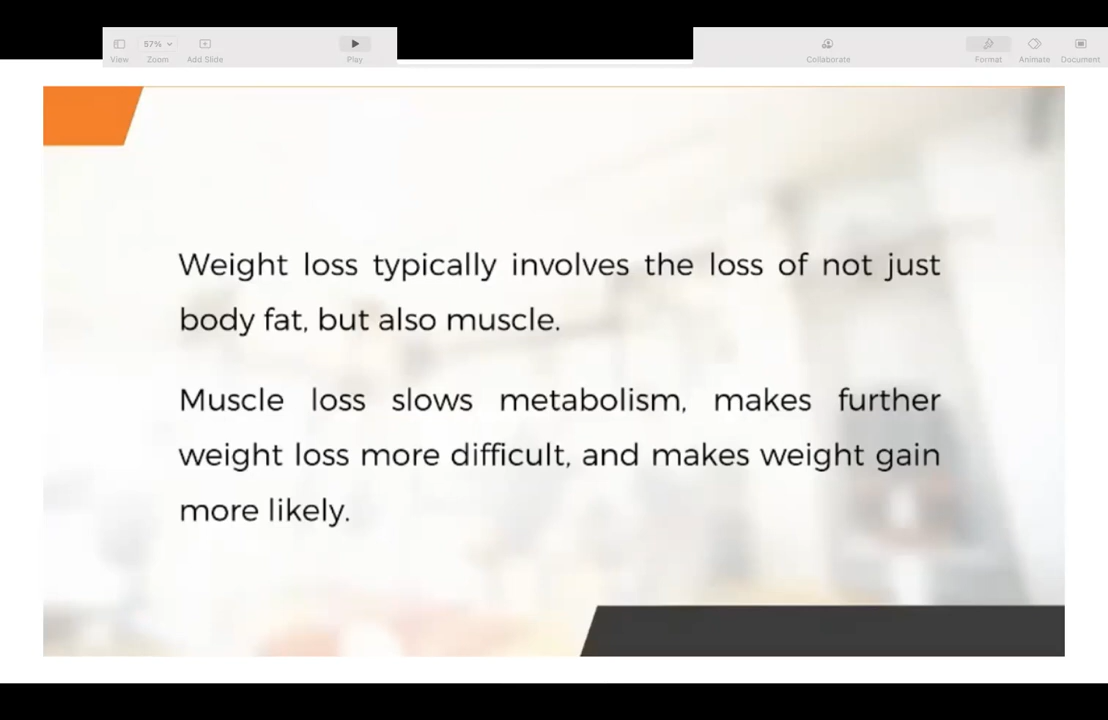 57%
View
Zoom
Add Slide
Play
Collaborate
Format
Animate
Document
Weight loss typically involves the loss of not just
body fat, but also muscle.
Muscle loss slows metabolism, makes further
weight loss more difficult, and makes weight gain
more likely.